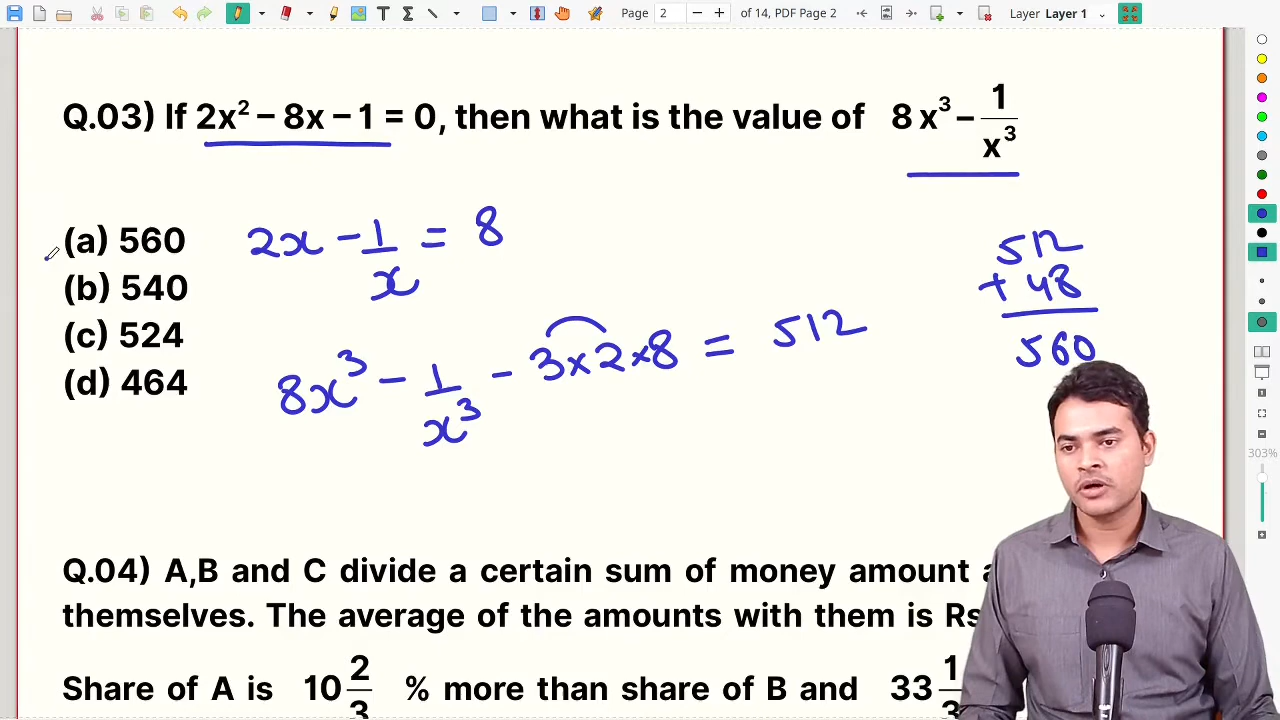 Page 2 of 14, PDF Page 2 Layer Layer 1
Q.03) If 2x² – 8x – 1 = 0, then what is the value of 8x³ – 1/x³
(a) 560
(b) 540
(c) 524
(d) 464
2x – 1/x = 8
8x³ – 1/x³ – 3×2×8 = 512
512
+ 48
560
303%
Q.04) A,B and C divide a certain sum of money amount
themselves. The average of the amounts with them is Rs
Share of A is 10 2/3 % more than share of B and 33 1/3